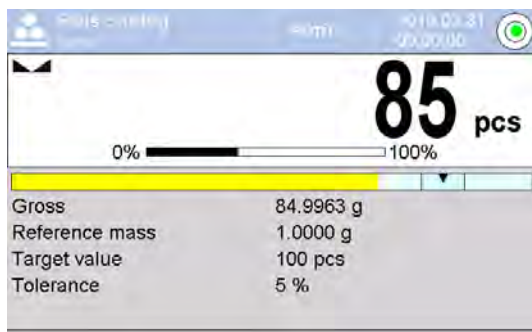 Parts counting
85 pcs
0% 100%
Gross 84.9963 g
Reference mass 1.0000 g
Target value 100 pcs
Tolerance 5 %